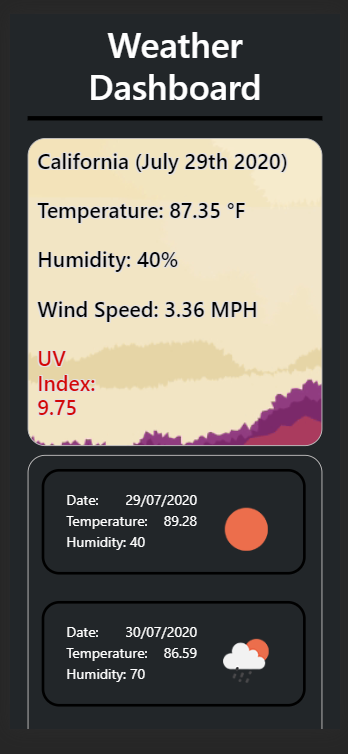 Weather
Dashboard
California (July 29th 2020)
Temperature: 87.35 °F
Humidity: 40%
Wind Speed: 3.36 MPH
UV
Index:
9.75
Date: 29/07/2020
Temperature: 89.28
Humidity: 40
Date: 30/07/2020
Temperature: 86.59
Humidity: 70